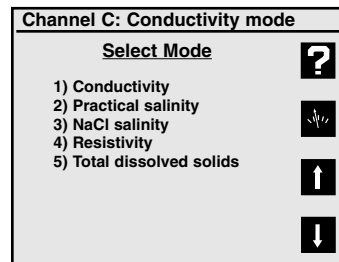 Channel C: Conductivity mode
Select Mode
1) Conductivity
2) Practical salinity
3) NaCl salinity
4) Resistivity
5) Total dissolved solids
?